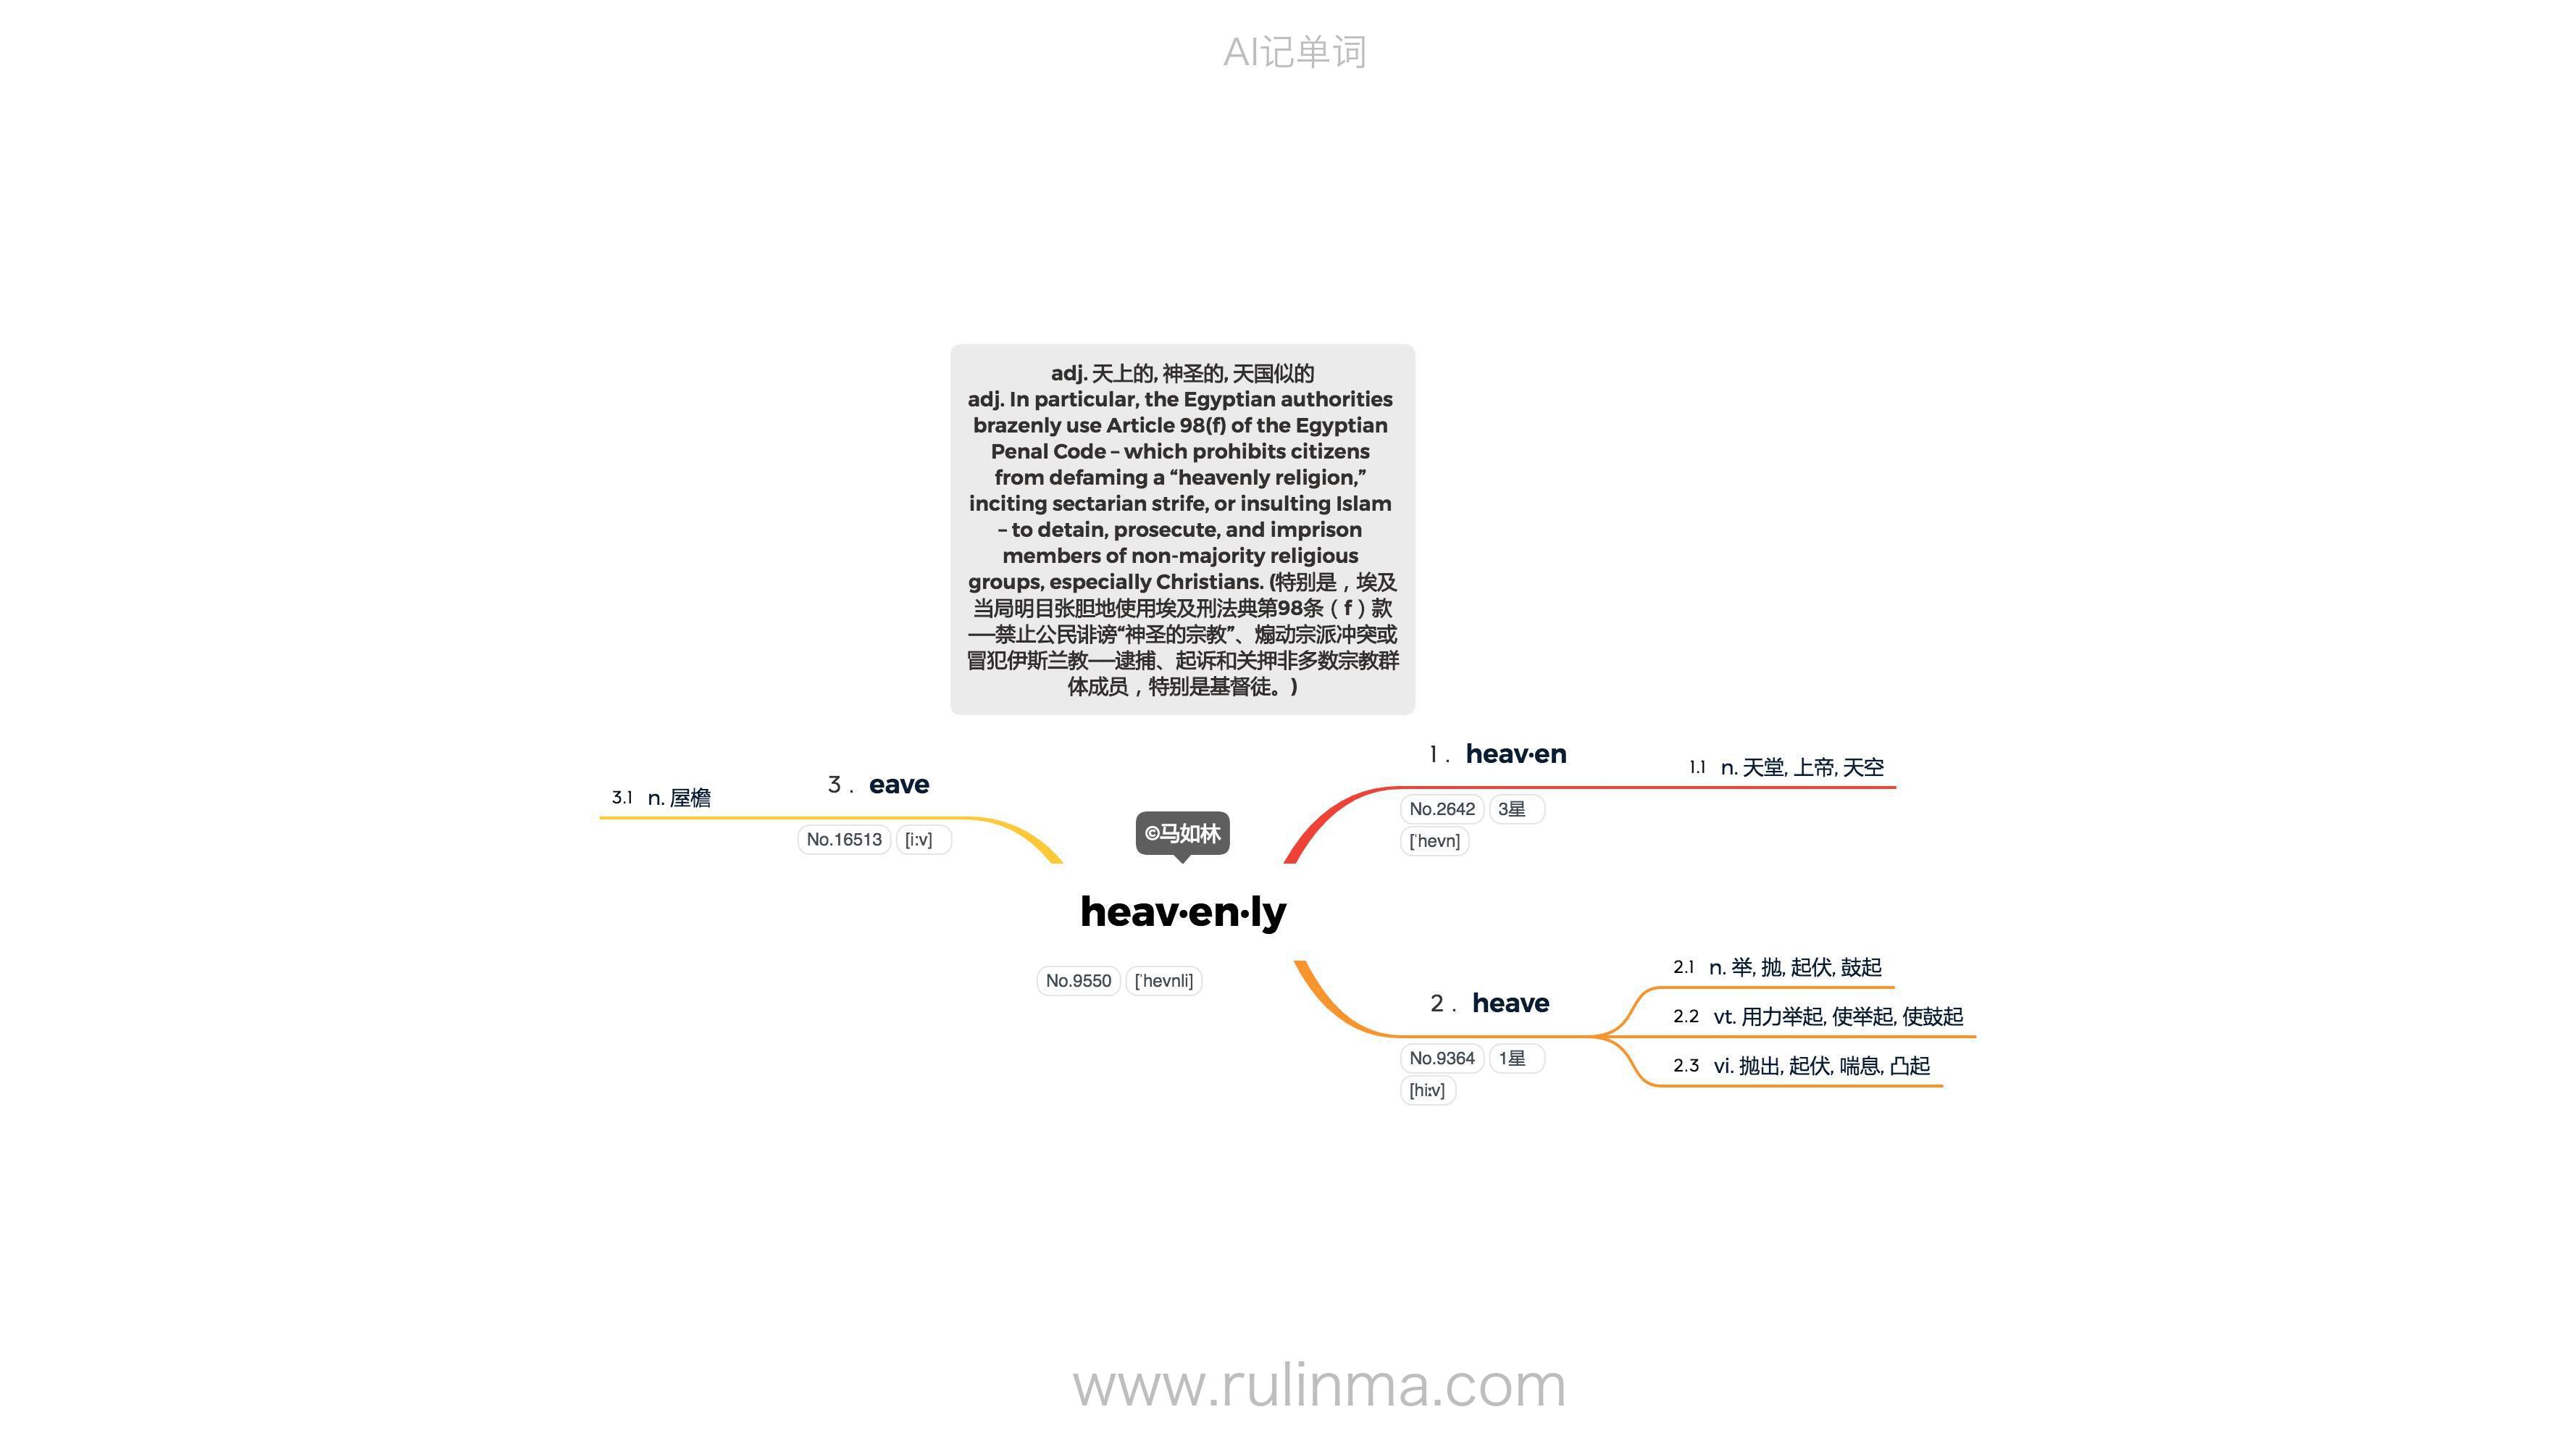 AI记单词
adj. 天上的, 神圣的, 天国似的
adj. In particular, the Egyptian authorities
brazenly use Article 98(f) of the Egyptian
Penal Code – which prohibits citizens
from defaming a “heavenly religion,”
inciting sectarian strife, or insulting Islam
– to detain, prosecute, and imprison
members of non-majority religious
groups, especially Christians. (特别是，埃及
当局明目张胆地使用埃及刑法典第98条（f）款
——禁止公民诽谤“神圣的宗教”、煽动宗派冲突或
冒犯伊斯兰教——逮捕、起诉和关押非多数宗教群
体成员，特别是基督徒。)
1. heav·en
No.2642 3星
[ˈhevn]
1.1 n. 天堂, 上帝, 天空
3. eave
No.16513 [iːv]
3.1 n. 屋檐
©马如林
heav·en·ly
No.9550 [ˈhevnli]
2. heave
No.9364 1星
[hiːv]
2.1 n. 举, 抛, 起伏, 鼓起
2.2 vt. 用力举起, 使举起, 使鼓起
2.3 vi. 抛出, 起伏, 喘息, 凸起
www.rulinma.com